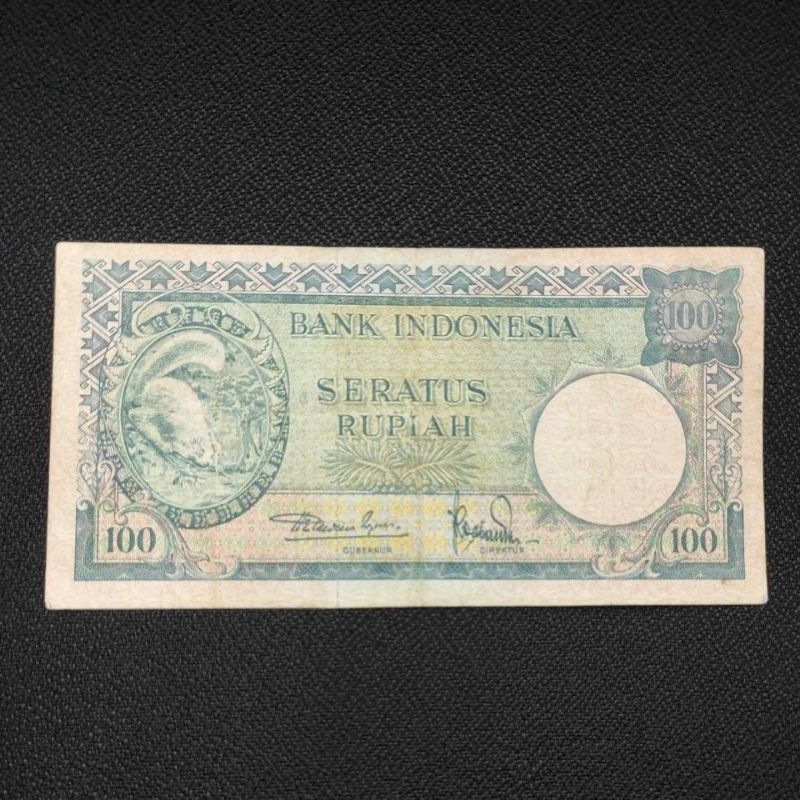 100
BANK INDONESIA
SERATUS
RUPIAH
GUBERNUR
DIREKTUR
100
100